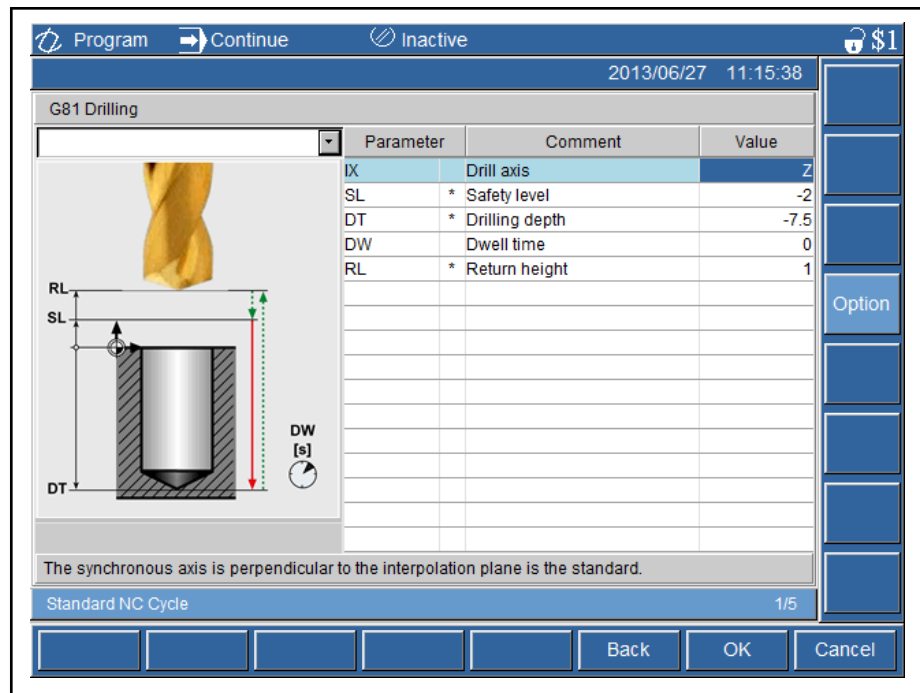 Program Continue Inactive $1
2013/06/27 11:15:38
G81 Drilling
Parameter Comment Value
IX Drill axis Z
SL * Safety level -2
DT * Drilling depth -7.5
DW Dwell time 0
RL * Return height 1
RL
SL
DW
[s]
DT
Option
The synchronous axis is perpendicular to the interpolation plane is the standard.
Standard NC Cycle 1/5
Back OK Cancel